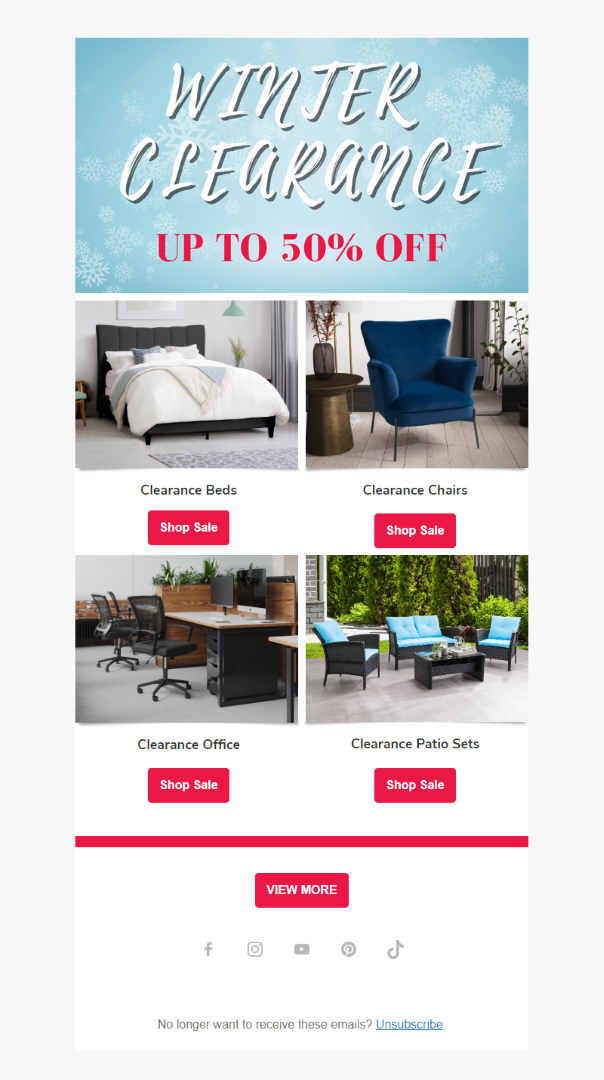 WINTER
CLEARANCE
UP TO 50% OFF
Clearance Beds
Clearance Chairs
Shop Sale
Shop Sale
Clearance Office
Clearance Patio Sets
Shop Sale
Shop Sale
VIEW MORE
No longer want to receive these emails? Unsubscribe